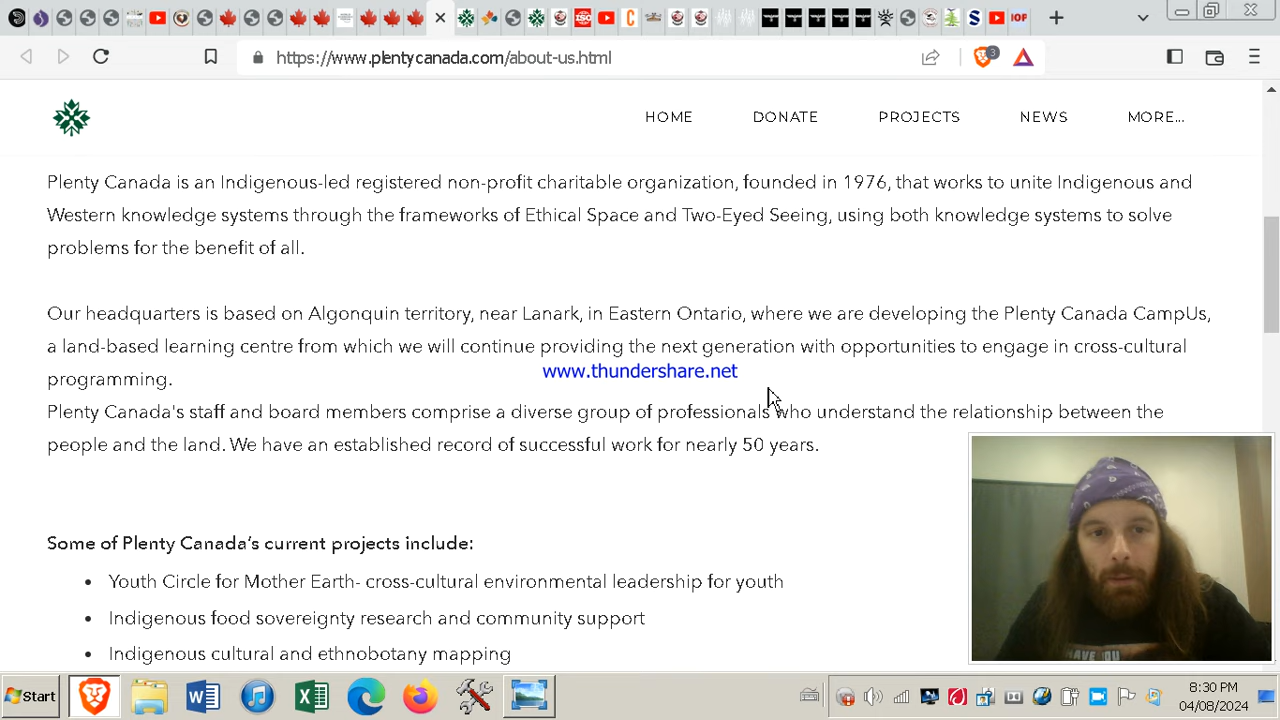 ISO
C
S
IOF
https://www.plentycanada.com/about-us.html
3
HOME DONATE PROJECTS NEWS MORE...
Plenty Canada is an Indigenous-led registered non-profit charitable organization, founded in 1976, that works to unite Indigenous and
Western knowledge systems through the frameworks of Ethical Space and Two-Eyed Seeing, using both knowledge systems to solve
problems for the benefit of all.
Our headquarters is based on Algonquin territory, near Lanark, in Eastern Ontario, where we are developing the Plenty Canada CampUs,
a land-based learning centre from which we will continue providing the next generation with opportunities to engage in cross-cultural
www.thundershare.net
programming.
Plenty Canada's staff and board members comprise a diverse group of professionals who understand the relationship between the
people and the land. We have an established record of successful work for nearly 50 years.
Some of Plenty Canada's current projects include:
• Youth Circle for Mother Earth- cross-cultural environmental leadership for youth
• Indigenous food sovereignty research and community support
• Indigenous cultural and ethnobotany mapping
HAVE YOU
Start
8:30 PM
04/08/2024